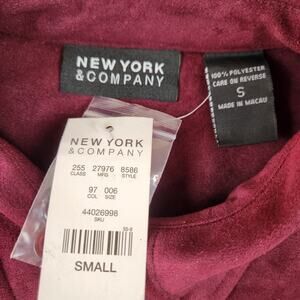 NEW YORK
& COMPANY
100% POLYESTER
CARE ON REVERSE
S
MADE IN MACAU
NEW YORK
& COMPANY
255 27976 8586
CLASS MFG STYLE
97 006
COL SIZE
44026998
SKU
SMALL